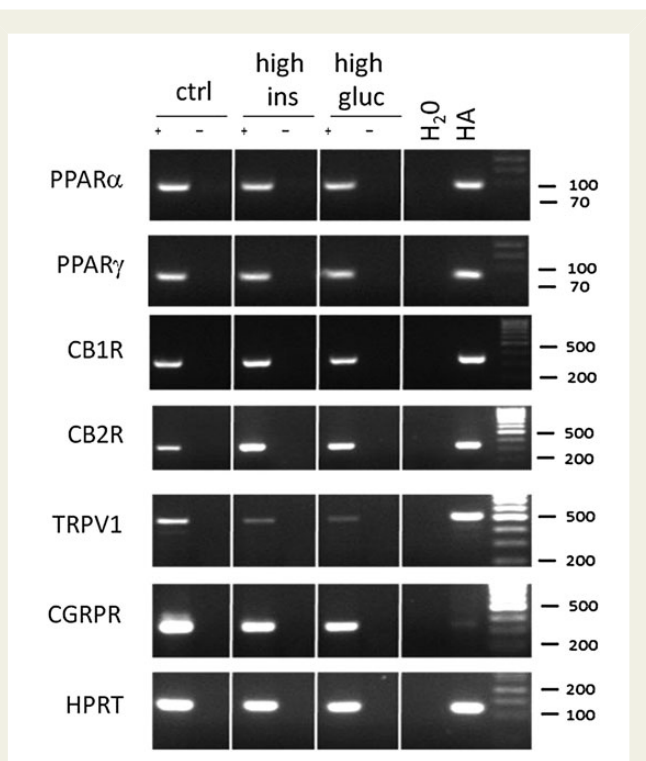 high high
ctrl ins gluc H₂0 HA
+ - + - + -
PPARα 100
70
PPARγ 100
70
CB1R 500
200
CB2R 500
200
TRPV1 500
200
CGRPR 500
200
HPRT 200
100